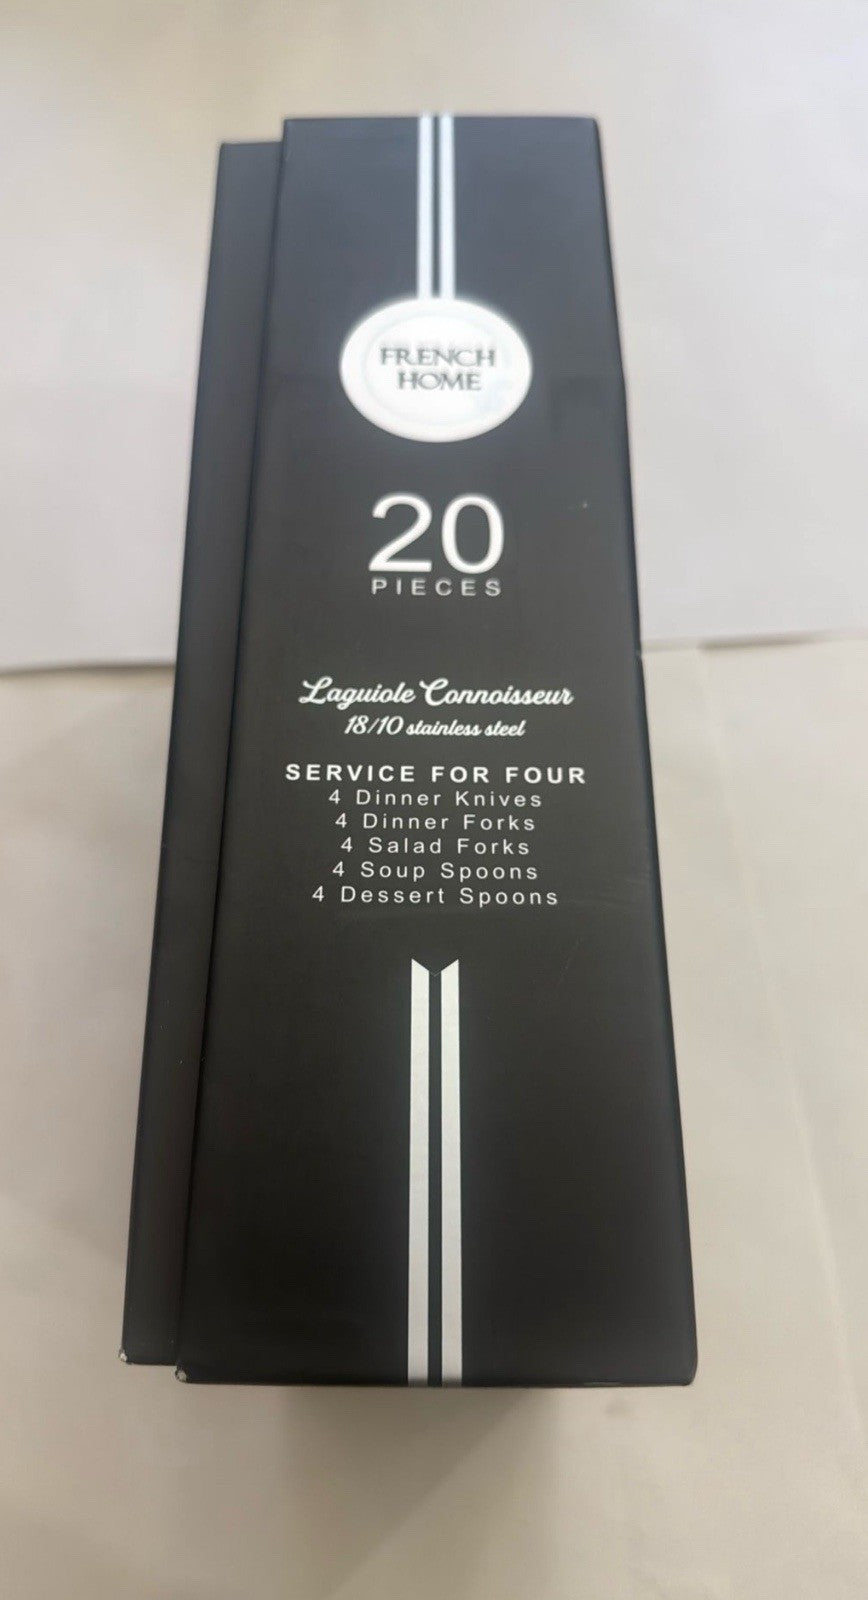 FRENCH
HOME
20
PIECES
Laguiole Connoisseur
18/10 stainless steel
SERVICE FOR FOUR
4 Dinner Knives
4 Dinner Forks
4 Salad Forks
4 Soup Spoons
4 Dessert Spoons